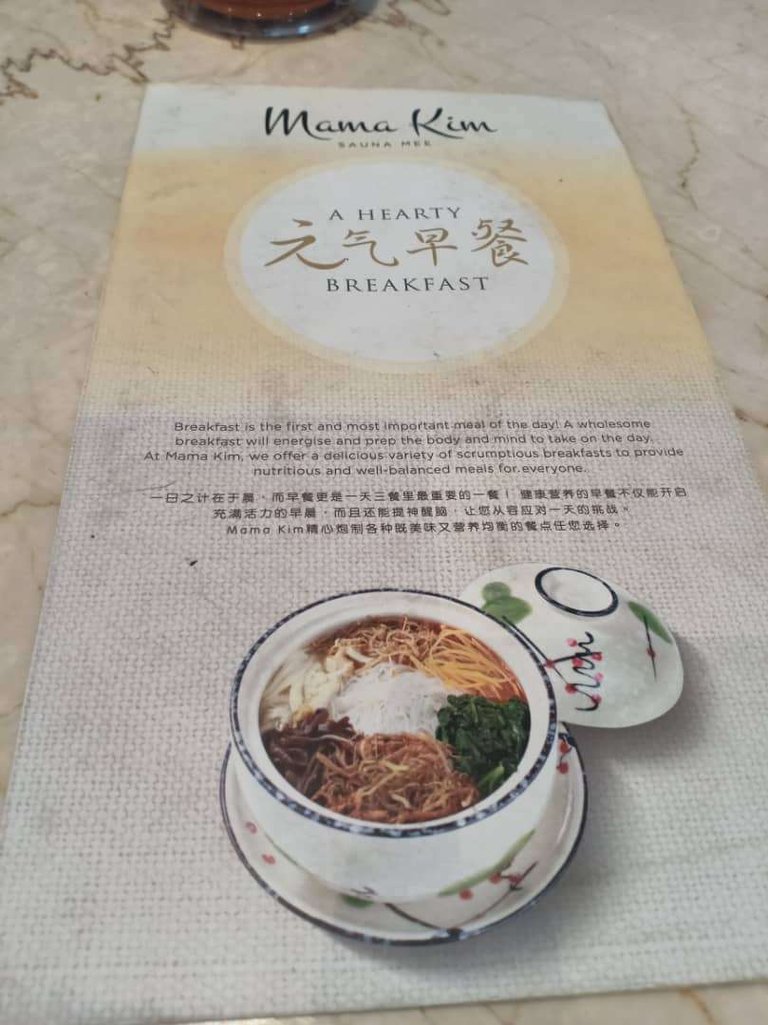 Mama Kim
SAUNA MEE
A HEARTY
元气早餐
BREAKFAST
Breakfast is the first and most important meal of the day! A wholesome
breakfast will energise and prep the body and mind to take on the day.
At Mama Kim, we offer a delicious variety of scrumptious breakfasts to provide
nutritious and well-balanced meals for everyone.
一日之计在于晨，而早餐更是一天三餐里最重要的一餐！健康营养的早餐不仅能开启
充满活力的早晨，而且还能提神醒脑，让您从容应对一天的挑战。
Mama Kim精心炮制各种既美味又营养均衡的餐点任您选择。